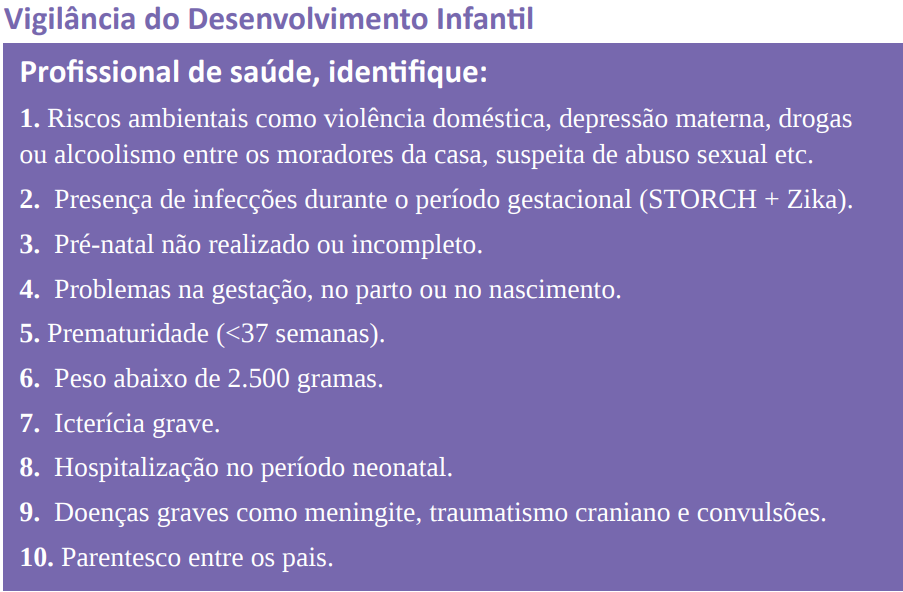 Vigilância do Desenvolvimento Infantil
Profissional de saúde, identifique:
1. Riscos ambientais como violência doméstica, depressão materna, drogas
ou alcoolismo entre os moradores da casa, suspeita de abuso sexual etc.
2. Presença de infecções durante o período gestacional (STORCH + Zika).
3. Pré-natal não realizado ou incompleto.
4. Problemas na gestação, no parto ou no nascimento.
5. Prematuridade (<37 semanas).
6. Peso abaixo de 2.500 gramas.
7. Icterícia grave.
8. Hospitalização no período neonatal.
9. Doenças graves como meningite, traumatismo craniano e convulsões.
10. Parentesco entre os pais.